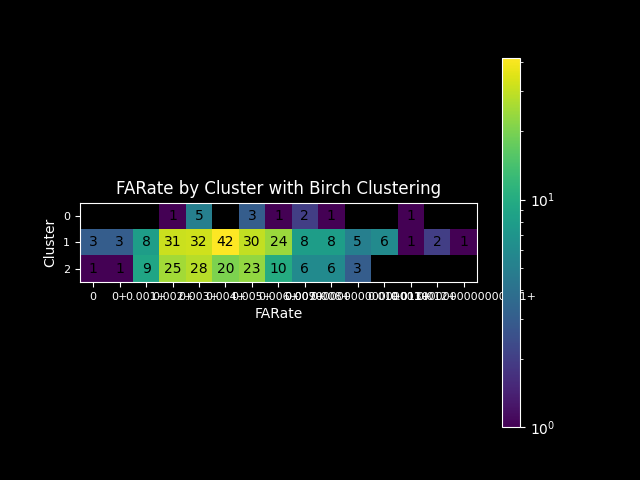 FARate by Cluster with Birch Clustering
Cluster
0 1 5 3 1 2 1 1
1 3 3 8 31 32 42 30 24 8 8 5 6 1 2 1
2 1 1 9 25 28 20 23 10 6 6 3
0
FARate
10¹
10⁰